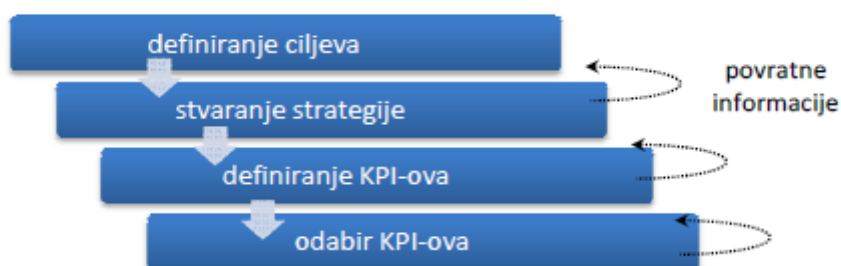 definiranje ciljeva
povratne
informacije
stvaranje strategije
definiranje KPI-ova
odabir KPI-ova